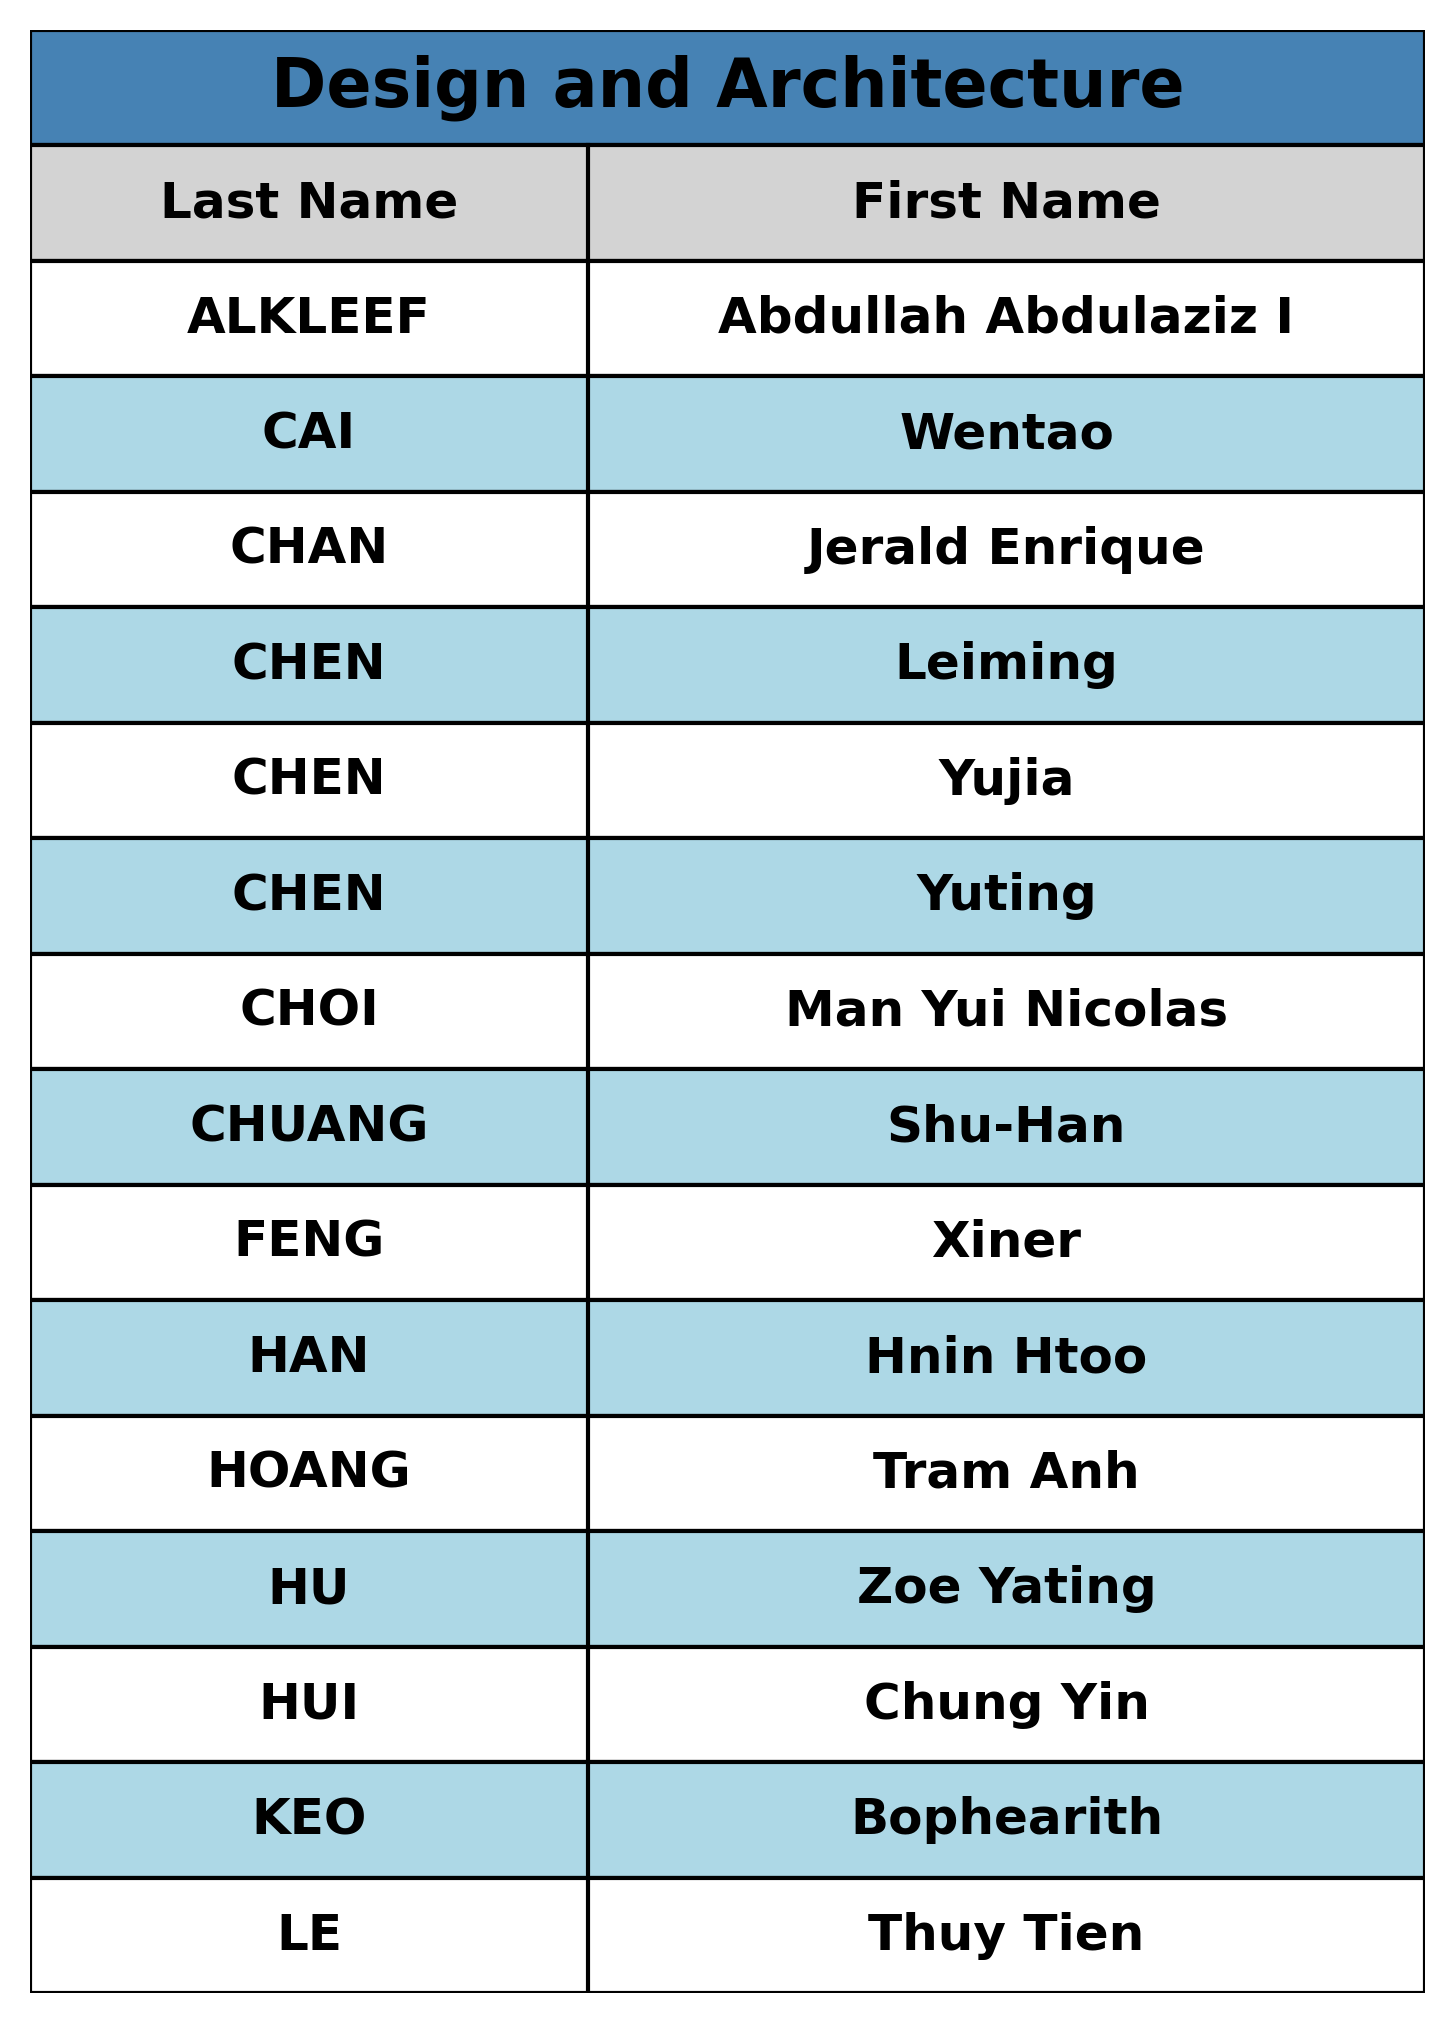 Design and Architecture
Last Name First Name
ALKLEEF Abdullah Abdulaziz I
CAI Wentao
CHAN Jerald Enrique
CHEN Leiming
CHEN Yujia
CHEN Yuting
CHOI Man Yui Nicolas
CHUANG Shu-Han
FENG Xiner
HAN Hnin Htoo
HOANG Tram Anh
HU Zoe Yating
HUI Chung Yin
KEO Bophearith
LE Thuy Tien